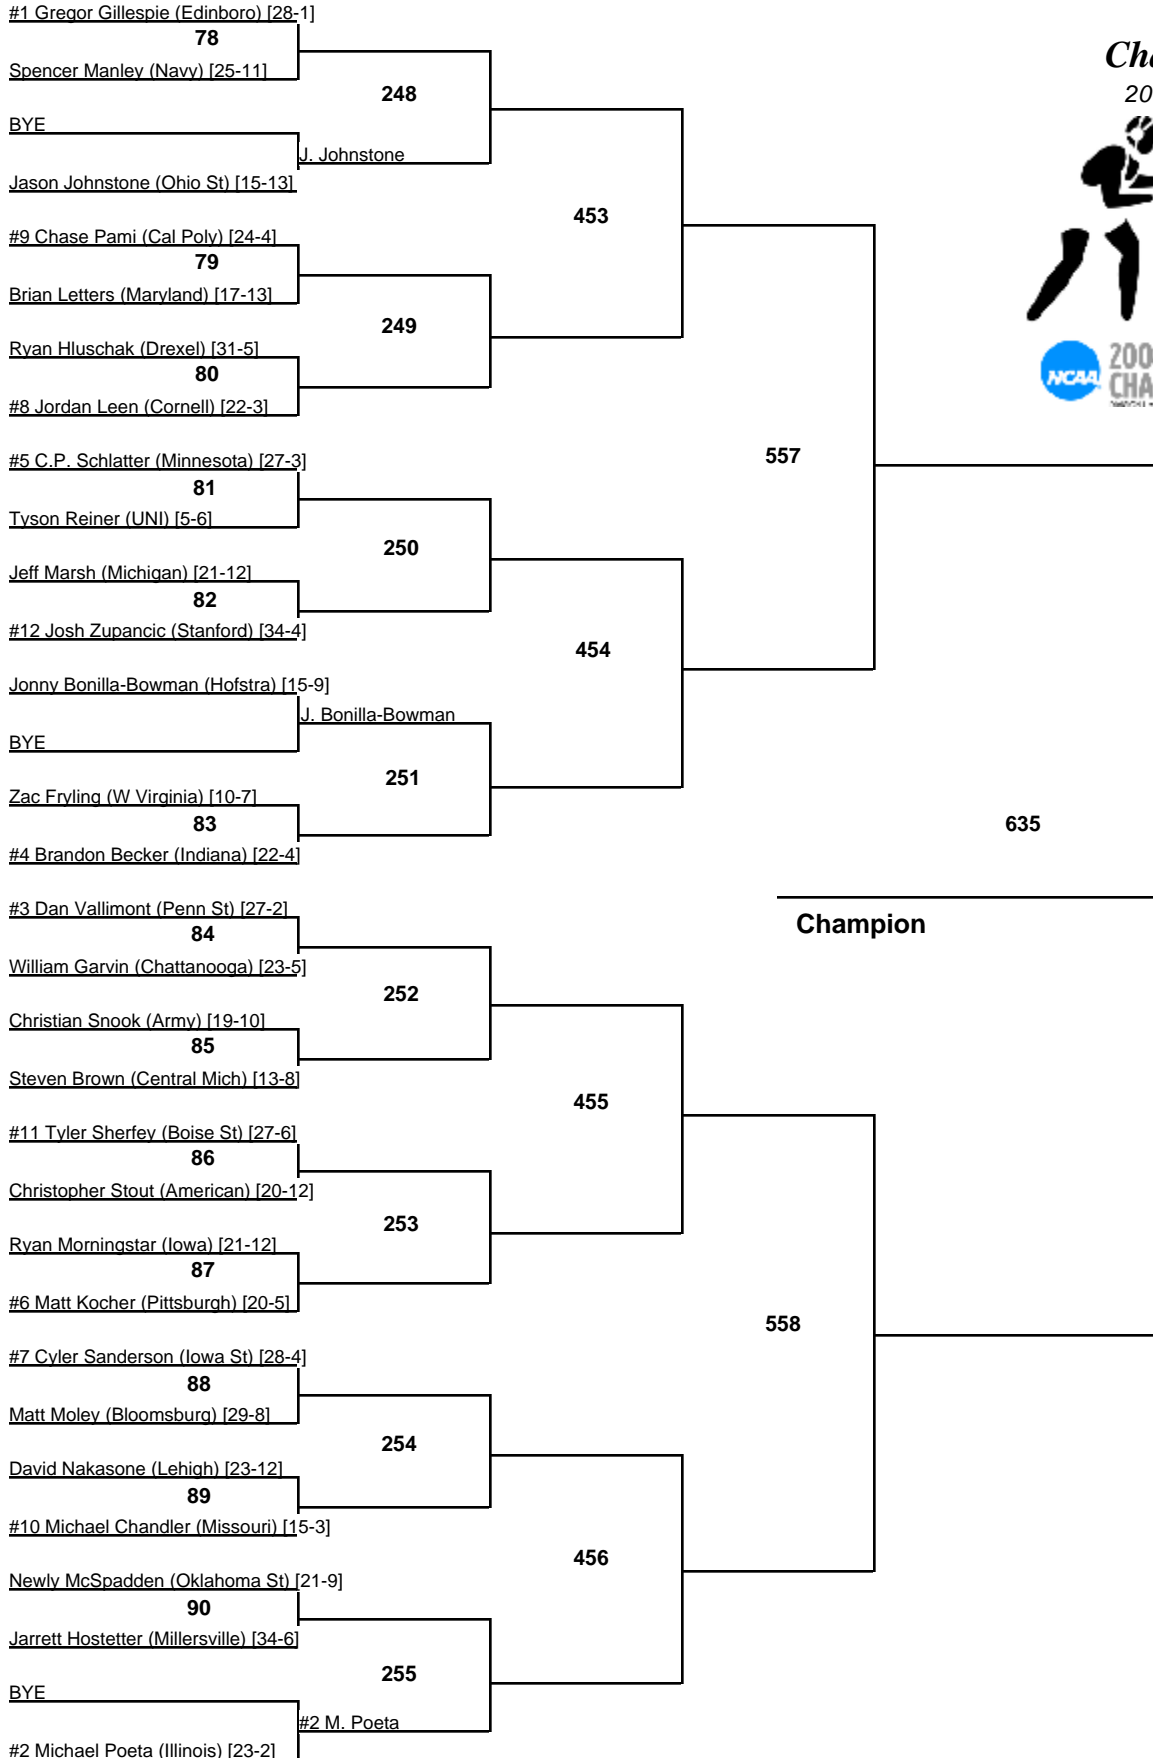 #1 Gregor Gillespie (Edinboro) [28-1]
78
Spencer Manley (Navy) [25-11]
248
BYE
J. Johnstone
Jason Johnstone (Ohio St) [15-13]
453
#9 Chase Pami (Cal Poly) [24-4]
79
Brian Letters (Maryland) [17-13]
249
Ryan Hluschak (Drexel) [31-5]
80
#8 Jordan Leen (Cornell) [22-3]
557
#5 C.P. Schlatter (Minnesota) [27-3]
81
Tyson Reiner (UNI) [5-6]
250
Jeff Marsh (Michigan) [21-12]
82
#12 Josh Zupancic (Stanford) [34-4]
454
Jonny Bonilla-Bowman (Hofstra) [15-9]
J. Bonilla-Bowman
BYE
251
Zac Fryling (W Virginia) [10-7]
83
#4 Brandon Becker (Indiana) [22-4]
635
Champion
#3 Dan Vallimont (Penn St) [27-2]
84
William Garvin (Chattanooga) [23-5]
252
Christian Snook (Army) [19-10]
85
Steven Brown (Central Mich) [13-8]
455
#11 Tyler Sherfey (Boise St) [27-6]
86
Christopher Stout (American) [20-12]
253
Ryan Morningstar (Iowa) [21-12]
87
#6 Matt Kocher (Pittsburgh) [20-5]
558
#7 Cyler Sanderson (Iowa St) [28-4]
88
Matt Moley (Bloomsburg) [29-8]
254
David Nakasone (Lehigh) [23-12]
89
#10 Michael Chandler (Missouri) [15-3]
456
Newly McSpadden (Oklahoma St) [21-9]
90
Jarrett Hostetter (Millersville) [34-6]
255
BYE
#2 M. Poeta
#2 Michael Poeta (Illinois) [23-2]
Cha
20
NCAA
200
CHA